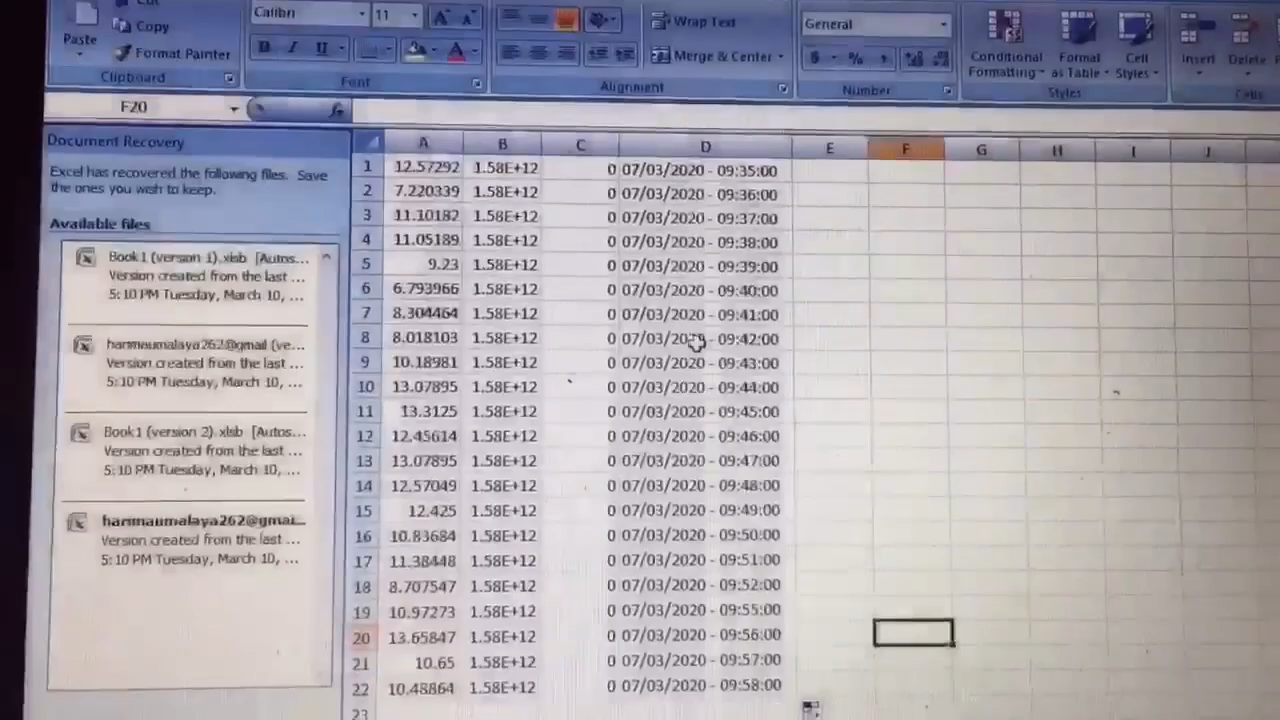 Cut
Copy
Paste
Format Painter
Clipboard
Calibri
11
A A
B I U
A
Font
Wrap Text
Merge & Center
Alignment
General
$ % ,
Number
Conditional Formatting
Format as Table
Cell Styles
Styles
Insert
Delete
Cells
F20
fx
Document Recovery
Excel has recovered the following files. Save
the ones you wish to keep.
Available files
Book1 (version 1).xlsb [Autos...
Version created from the last ...
5:10 PM Tuesday, March 10, ...
harimaumalaya262@gmail (ve...
Version created from the last ...
5:10 PM Tuesday, March 10, ...
Book1 (version 2).xlsb [Autos...
Version created from the last ...
5:10 PM Tuesday, March 10, ...
harimaumalaya262@gmai...
Version created from the last ...
5:10 PM Tuesday, March 10, ...
A B C D E F G H I J
1 12.57292 1.58E+12 0 07/03/2020 - 09:35:00
2 7.220339 1.58E+12 0 07/03/2020 - 09:36:00
3 11.10182 1.58E+12 0 07/03/2020 - 09:37:00
4 11.05189 1.58E+12 0 07/03/2020 - 09:38:00
5 9.23 1.58E+12 0 07/03/2020 - 09:39:00
6 6.793966 1.58E+12 0 07/03/2020 - 09:40:00
7 8.304464 1.58E+12 0 07/03/2020 - 09:41:00
8 8.018103 1.58E+12 0 07/03/2020 - 09:42:00
9 10.18981 1.58E+12 0 07/03/2020 - 09:43:00
10 13.07895 1.58E+12 0 07/03/2020 - 09:44:00
11 13.3125 1.58E+12 0 07/03/2020 - 09:45:00
12 12.45614 1.58E+12 0 07/03/2020 - 09:46:00
13 13.07895 1.58E+12 0 07/03/2020 - 09:47:00
14 12.57049 1.58E+12 0 07/03/2020 - 09:48:00
15 12.425 1.58E+12 0 07/03/2020 - 09:49:00
16 10.83684 1.58E+12 0 07/03/2020 - 09:50:00
17 11.38448 1.58E+12 0 07/03/2020 - 09:51:00
18 8.707547 1.58E+12 0 07/03/2020 - 09:52:00
19 10.97273 1.58E+12 0 07/03/2020 - 09:55:00
20 13.65847 1.58E+12 0 07/03/2020 - 09:56:00
21 10.65 1.58E+12 0 07/03/2020 - 09:57:00
22 10.48864 1.58E+12 0 07/03/2020 - 09:58:00
23